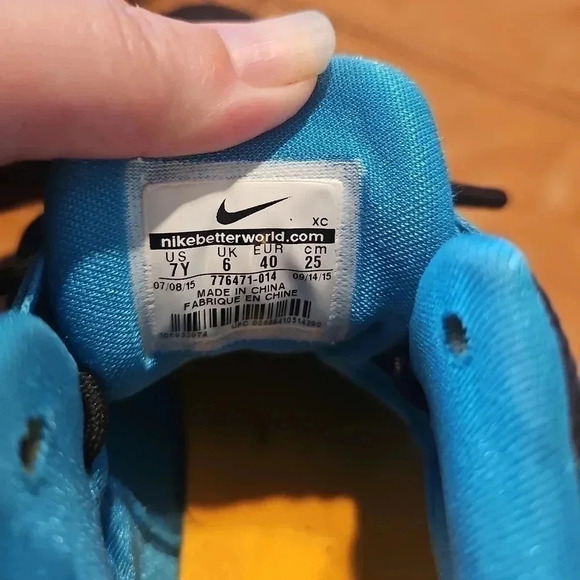 XC
nikebetterworld.com
US UK EUR cm
7Y 6 40 25
07/08/15 776471-014 09/14/15
MADE IN CHINA
FABRIQUE EN CHINE
UPC